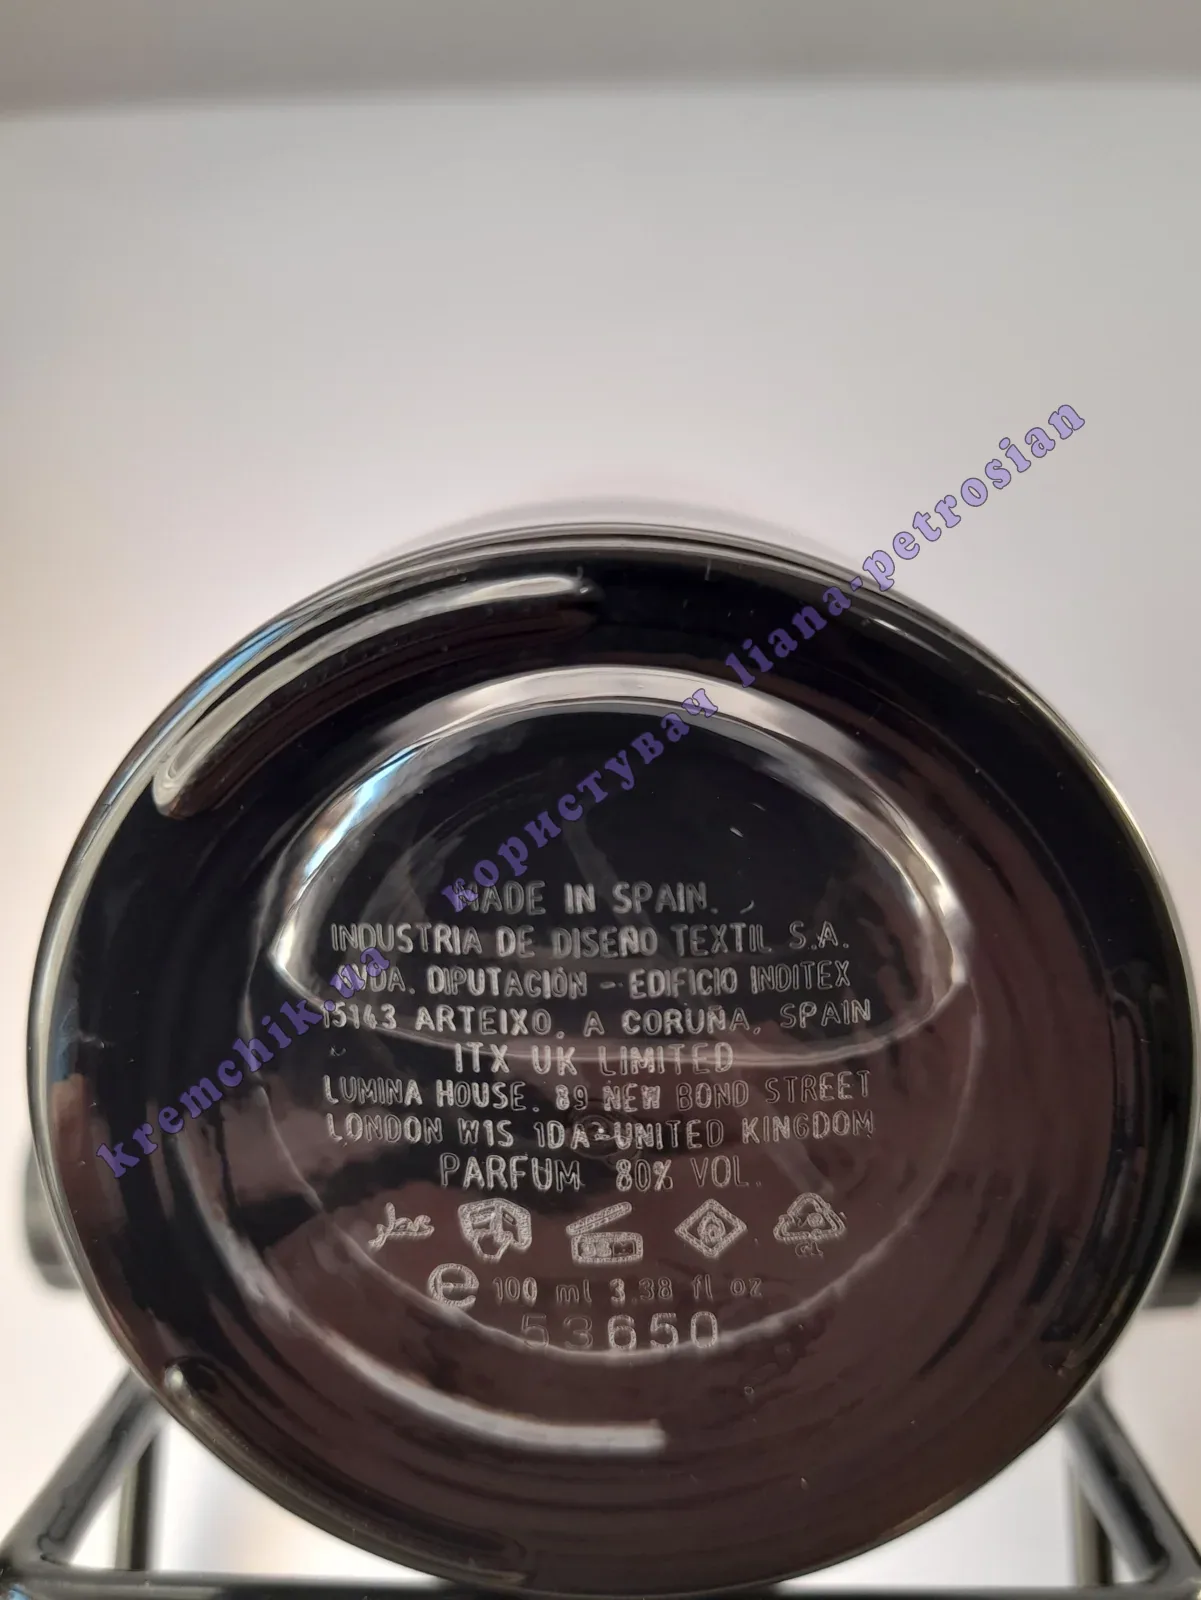 MADE IN SPAIN.
INDUSTRIA DE DISEÑO TEXTIL S.A.
AVDA. DIPUTACIÓN - EDIFICIO INDITEX
15143 ARTEIXO, A CORUÑA, SPAIN
ITX UK LIMITED
LUMINA HOUSE. 89 NEW BOND STREET
LONDON W1S 1DA-UNITED KINGDOM
PARFUM 80% VOL.
e 100 ml 3.38 fl oz
53650
kremchik.ua користувач liana-petrosian